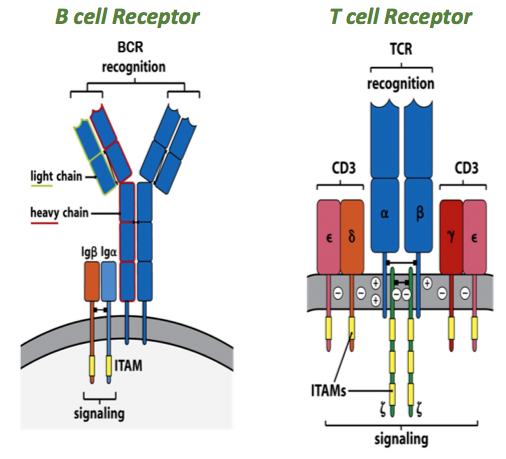 B cell Receptor
BCR
recognition
light chain
heavy chain
Igβ Igα
ITAM
signaling
T cell Receptor
TCR
recognition
CD3
CD3
ϵ
δ
α
β
γ
ϵ
− − + + − − + − −
ITAMs
ζ
ζ
signaling